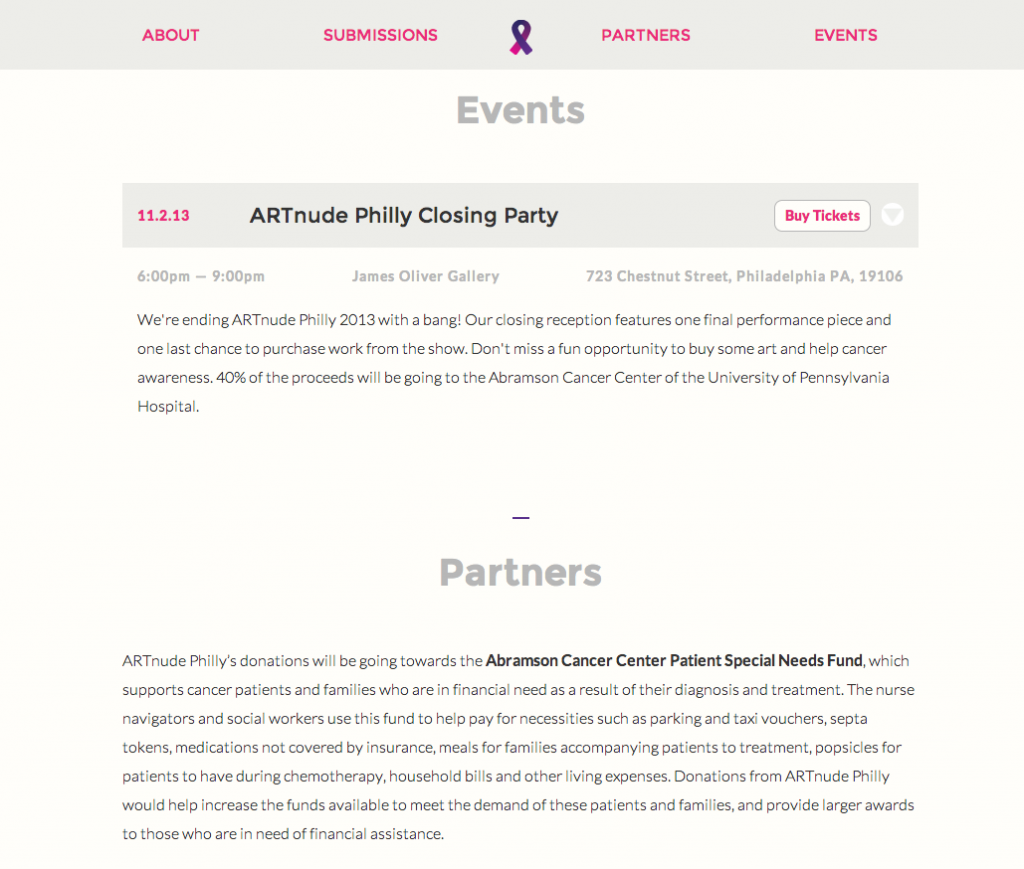 ABOUT SUBMISSIONS PARTNERS EVENTS
Events
11.2.13 ARTnude Philly Closing Party Buy Tickets
6:00pm — 9:00pm James Oliver Gallery 723 Chestnut Street, Philadelphia PA, 19106
We're ending ARTnude Philly 2013 with a bang! Our closing reception features one final performance piece and
one last chance to purchase work from the show. Don't miss a fun opportunity to buy some art and help cancer
awareness. 40% of the proceeds will be going to the Abramson Cancer Center of the University of Pennsylvania
Hospital.
Partners
ARTnude Philly's donations will be going towards the Abramson Cancer Center Patient Special Needs Fund, which
supports cancer patients and families who are in financial need as a result of their diagnosis and treatment. The nurse
navigators and social workers use this fund to help pay for necessities such as parking and taxi vouchers, septa
tokens, medications not covered by insurance, meals for families accompanying patients to treatment, popsicles for
patients to have during chemotherapy, household bills and other living expenses. Donations from ARTnude Philly
would help increase the funds available to meet the demand of these patients and families, and provide larger awards
to those who are in need of financial assistance.